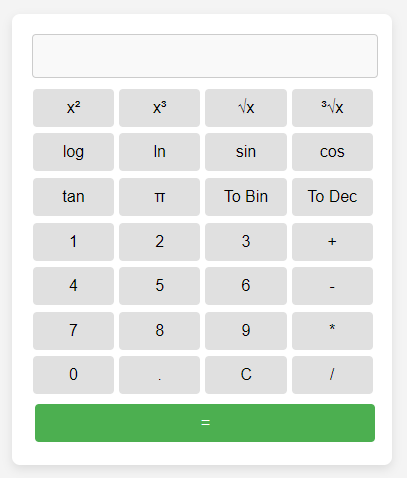 x² x³ √x ³√x
log ln sin cos
tan π To Bin To Dec
1 2 3 +
4 5 6 -
7 8 9 *
0 . C /
=